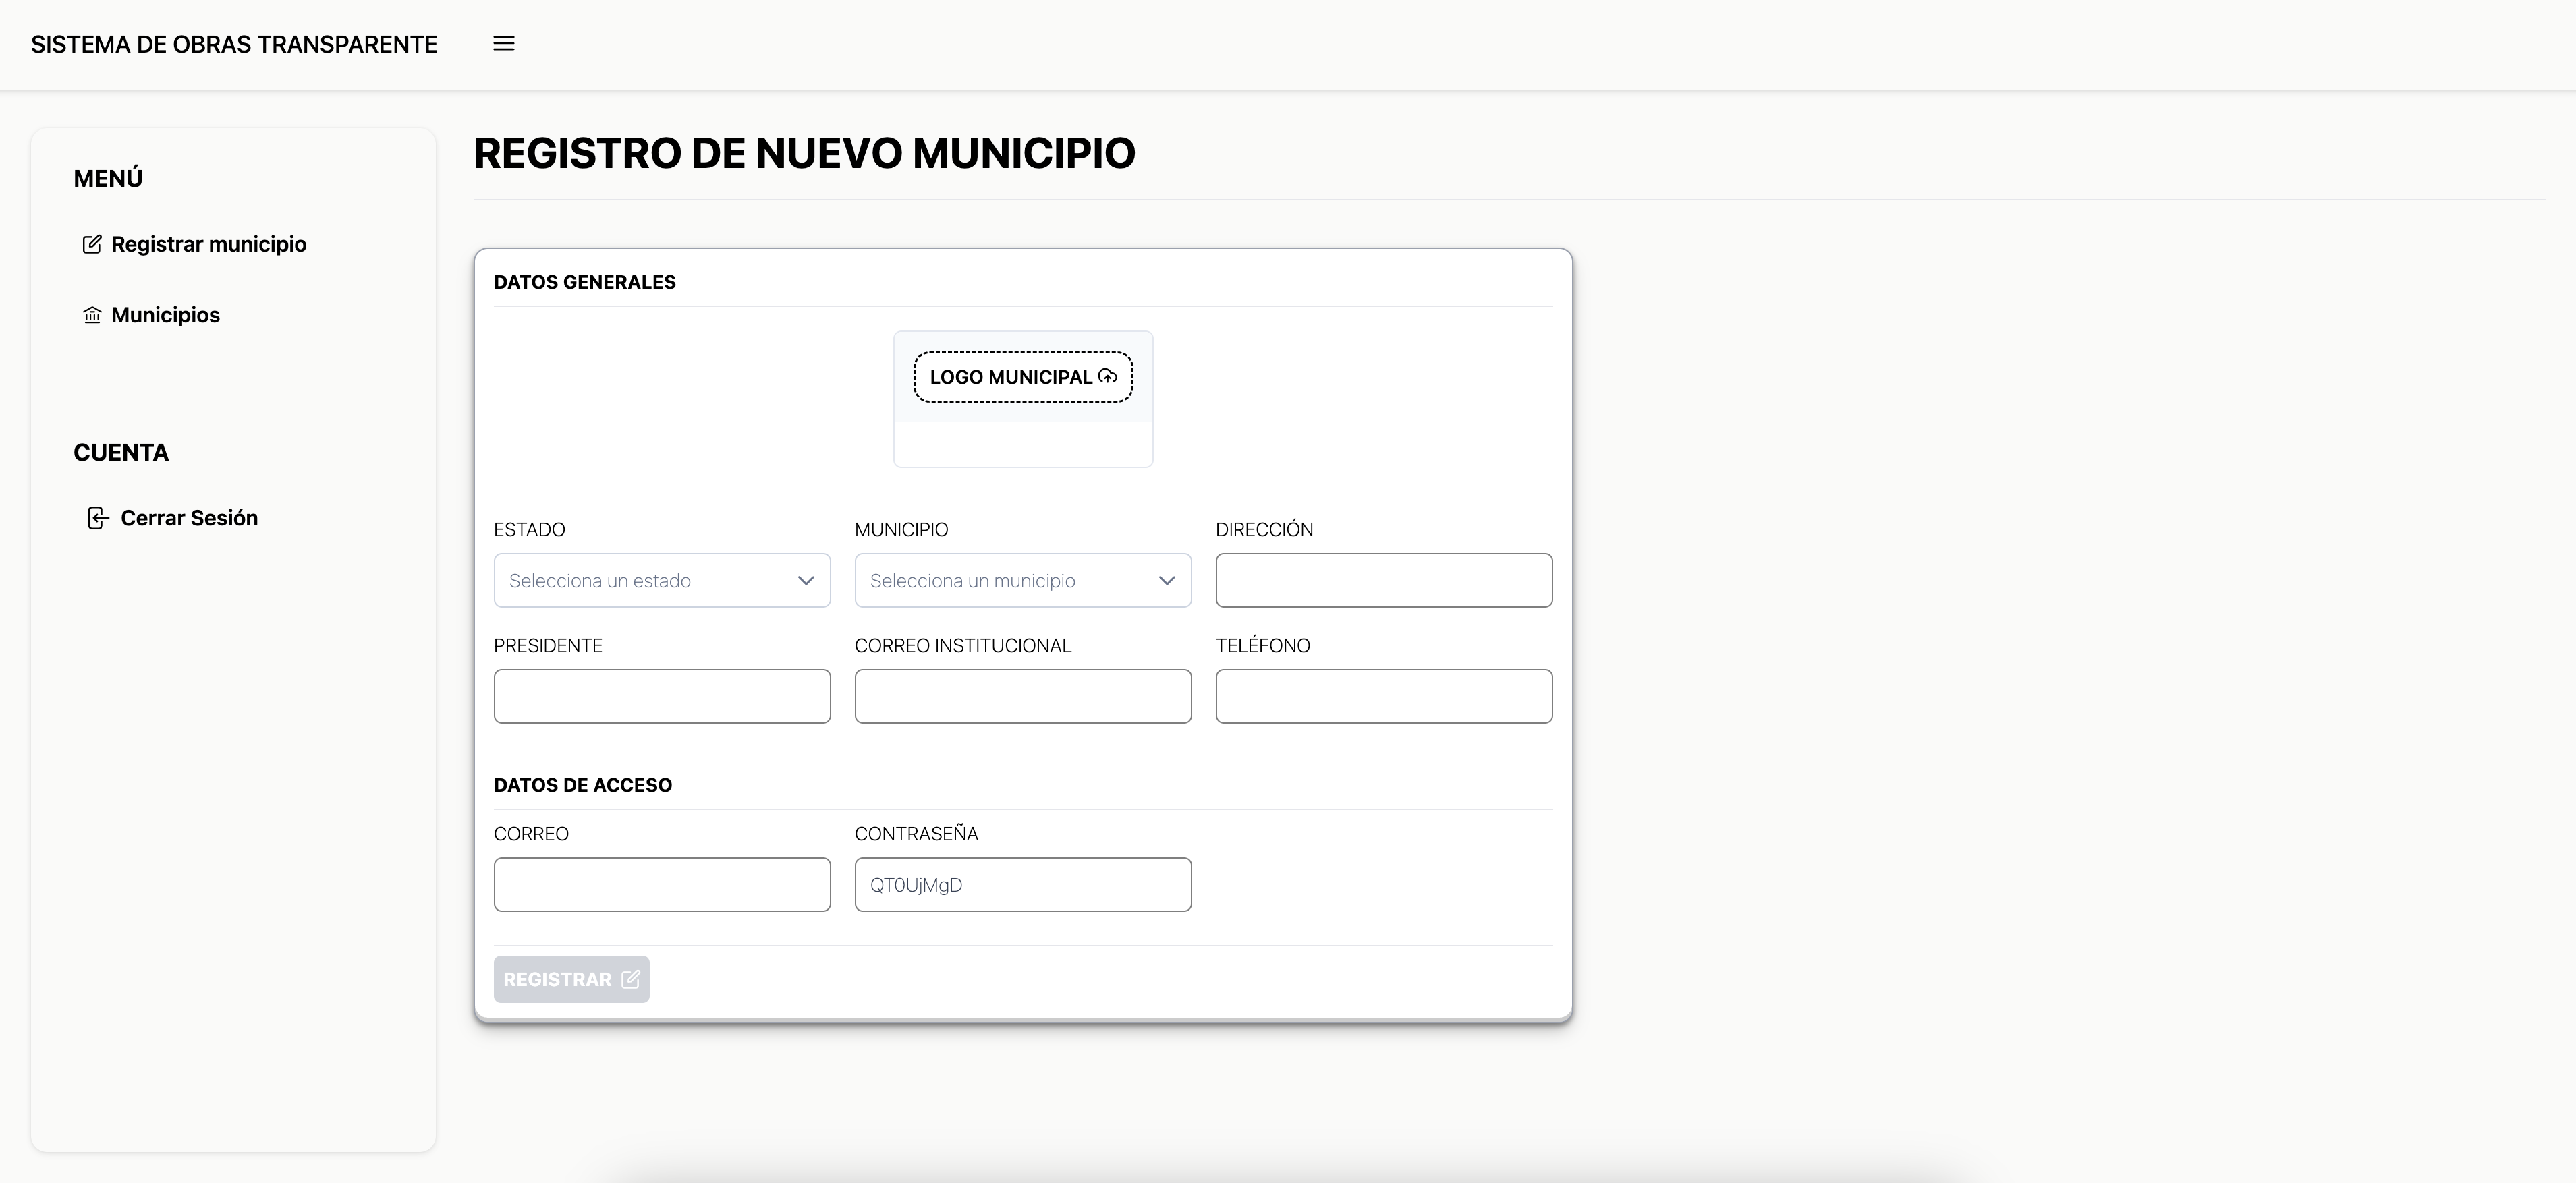 SISTEMA DE OBRAS TRANSPARENTE
MENÚ
Registrar municipio
Municipios
CUENTA
Cerrar Sesión
REGISTRO DE NUEVO MUNICIPIO
DATOS GENERALES
LOGO MUNICIPAL
ESTADO MUNICIPIO DIRECCIÓN
Selecciona un estado Selecciona un municipio
PRESIDENTE CORREO INSTITUCIONAL TELÉFONO
DATOS DE ACCESO
CORREO CONTRASEÑA
QT0UjMgD
REGISTRAR